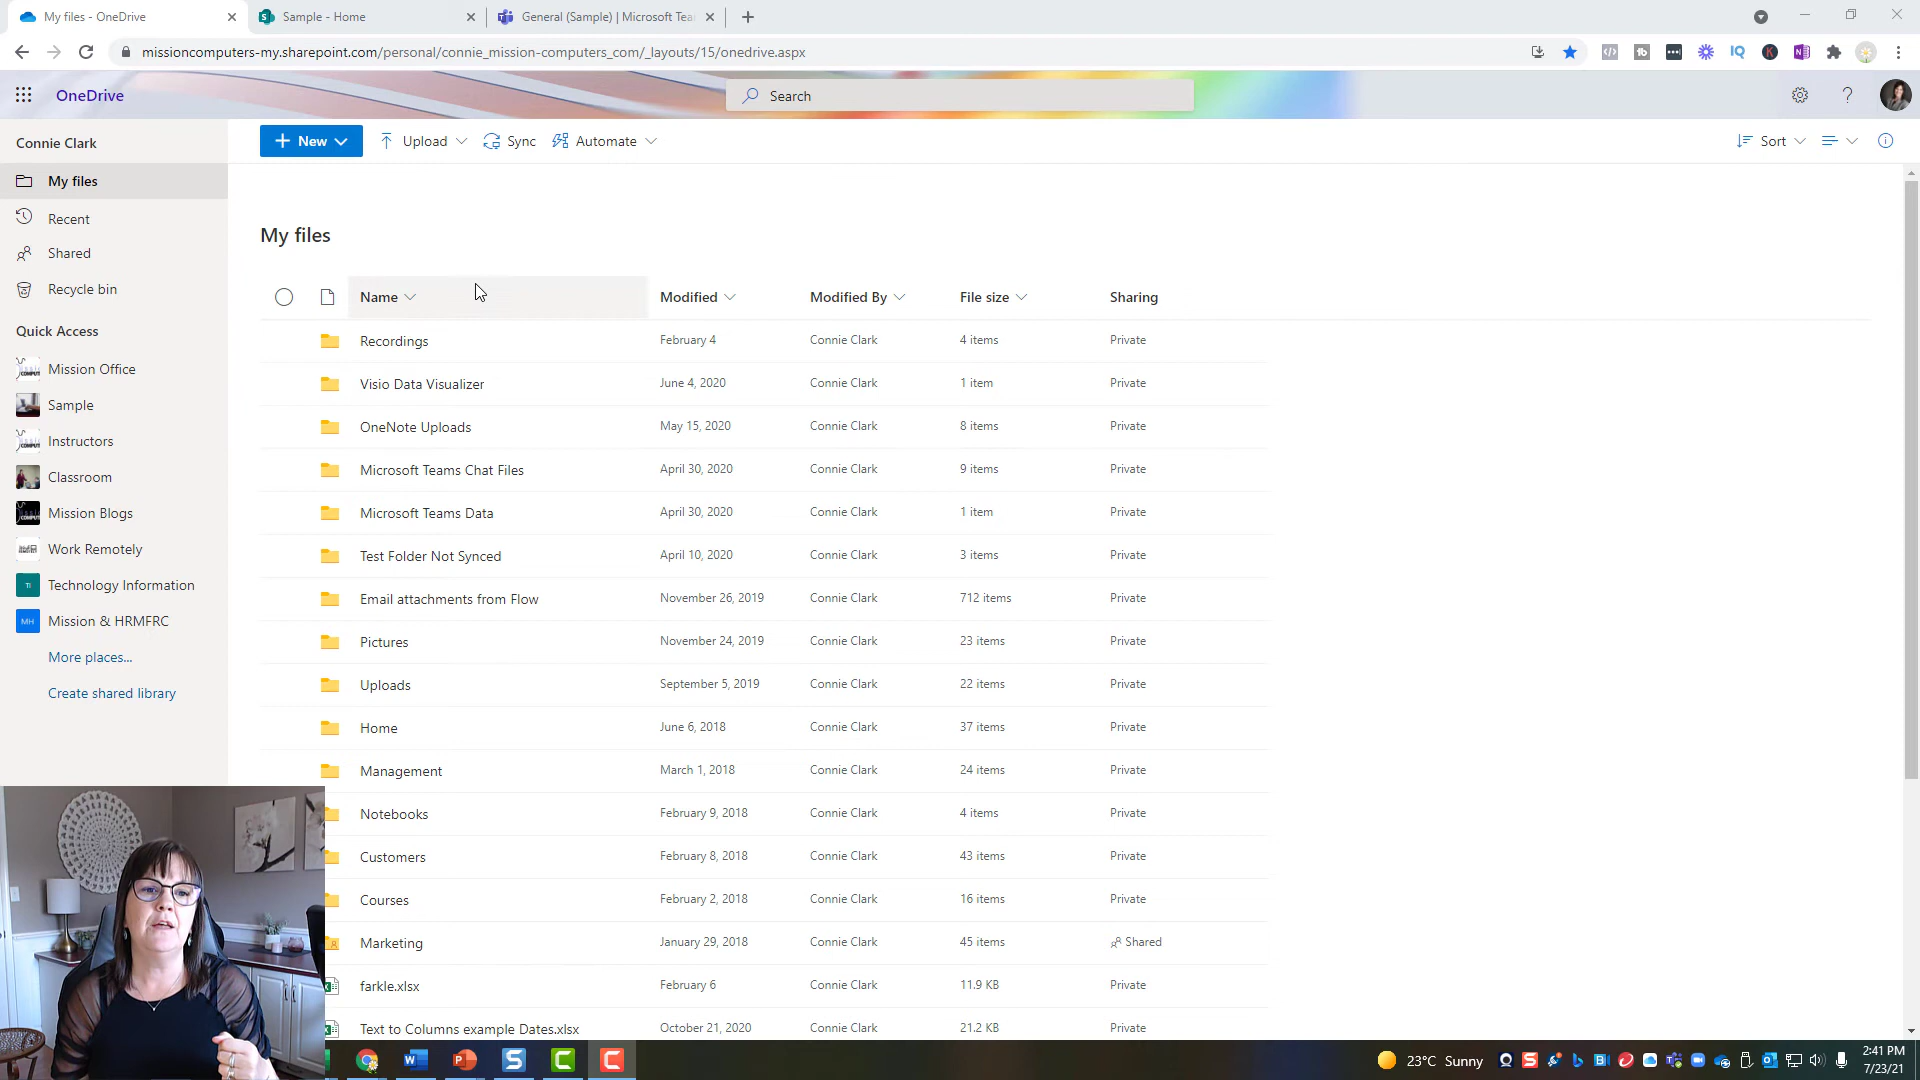 My files - OneDrive
Sample - Home
General (Sample) | Microsoft Tea
missioncomputers-my.sharepoint.com/personal/connie_mission-computers_com/_layouts/15/onedrive.aspx
OneDrive
Search
Connie Clark
New
Upload
Sync
Automate
Sort
My files
Recent
Shared
Recycle bin
Quick Access
Mission Office
Sample
Instructors
Classroom
Mission Blogs
Work Remotely
TI Technology Information
MH Mission & HRMFRC
More places...
Create shared library
My files
Name Modified Modified By File size Sharing
Recordings February 4 Connie Clark 4 items Private
Visio Data Visualizer June 4, 2020 Connie Clark 1 item Private
OneNote Uploads May 15, 2020 Connie Clark 8 items Private
Microsoft Teams Chat Files April 30, 2020 Connie Clark 9 items Private
Microsoft Teams Data April 30, 2020 Connie Clark 1 item Private
Test Folder Not Synced April 10, 2020 Connie Clark 3 items Private
Email attachments from Flow November 26, 2019 Connie Clark 712 items Private
Pictures November 24, 2019 Connie Clark 23 items Private
Uploads September 5, 2019 Connie Clark 22 items Private
Home June 6, 2018 Connie Clark 37 items Private
Management March 1, 2018 Connie Clark 24 items Private
Notebooks February 9, 2018 Connie Clark 4 items Private
Customers February 8, 2018 Connie Clark 43 items Private
Courses February 2, 2018 Connie Clark 16 items Private
Marketing January 29, 2018 Connie Clark 45 items Shared
farkle.xlsx February 6 Connie Clark 11.9 KB Private
Text to Columns example Dates.xlsx October 21, 2020 Connie Clark 21.2 KB Private
23°C Sunny
2:41 PM
7/23/21